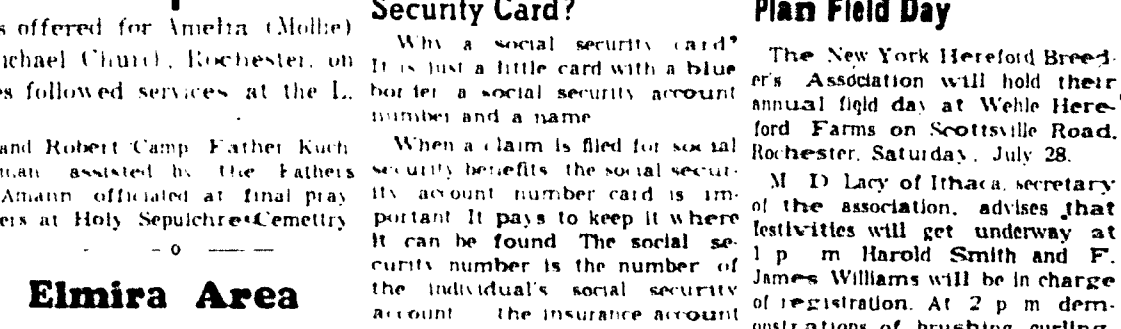 s offered for Amelia (Mollie)
ichael Church, Rochester, on
es followed services at the L.
and Robert Camp Father Kuch
man assisted by the Fathers
Amann officiated at final pray
ers at Holy Sepulchre Cemetery
- o —
Elmira Area
Security Card?
Why a social security card?
It is just a little card with a blue
border a social security account
number and a name
When a claim is filed for social
security benefits the social secur-
ity account number card is im-
portant It pays to keep it where
it can be found The social se-
curity number is the number of
the individual's social security
account the insurance account
Plan Field Day
The New York Hereford Breed-
er's Association will hold their
annual field day at Wehle Here-
ford Farms on Scottsville Road,
Rochester, Saturday, July 28.
M D Lacy of Ithaca, secretary
of the association, advises that
festivities will get underway at
1 p m Harold Smith and F.
James Williams will be in charge
of registration. At 2 p m dem-
onstrations of brushing curling